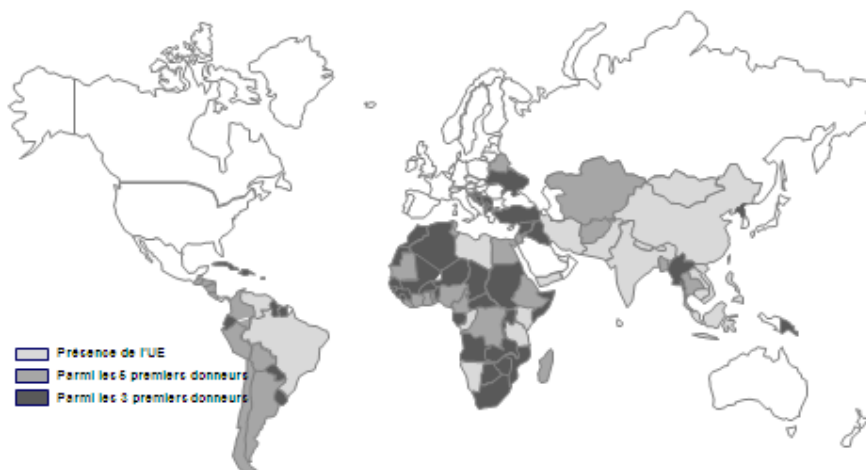 Présence de l'UE
Parmi les 5 premiers donneurs
Parmi les 3 premiers donneurs